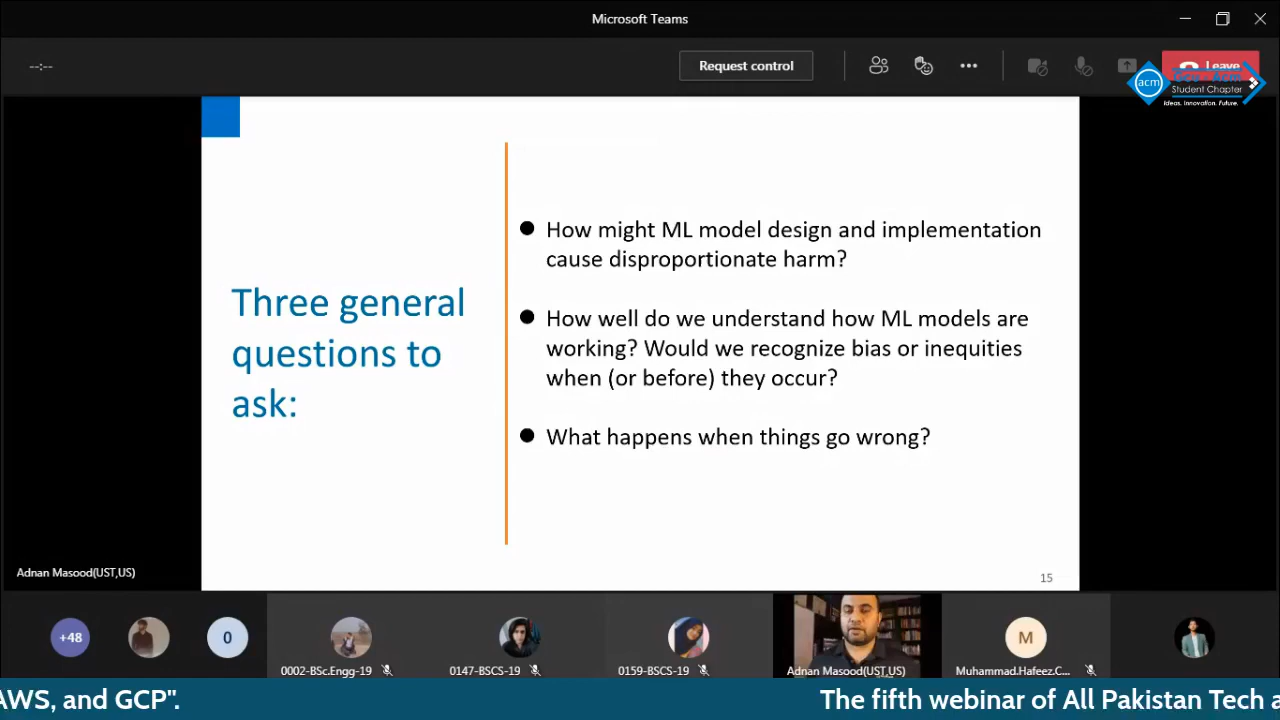 Microsoft Teams
--:--
Request control
Leave
acm
GCU - Acm
Student Chapter
Ideas. Innovation. Future.
Three general
questions to
ask:
How might ML model design and implementation
cause disproportionate harm?
How well do we understand how ML models are
working? Would we recognize bias or inequities
when (or before) they occur?
What happens when things go wrong?
15
Adnan Masood(UST,US)
+48
0
0002-BSc.Engg-19
0147-BSCS-19
0159-BSCS-19
Adnan Masood(UST,US)
M
Muhammad.Hafeez.C...
AWS, and GCP".
The fifth webinar of All Pakistan Tech a